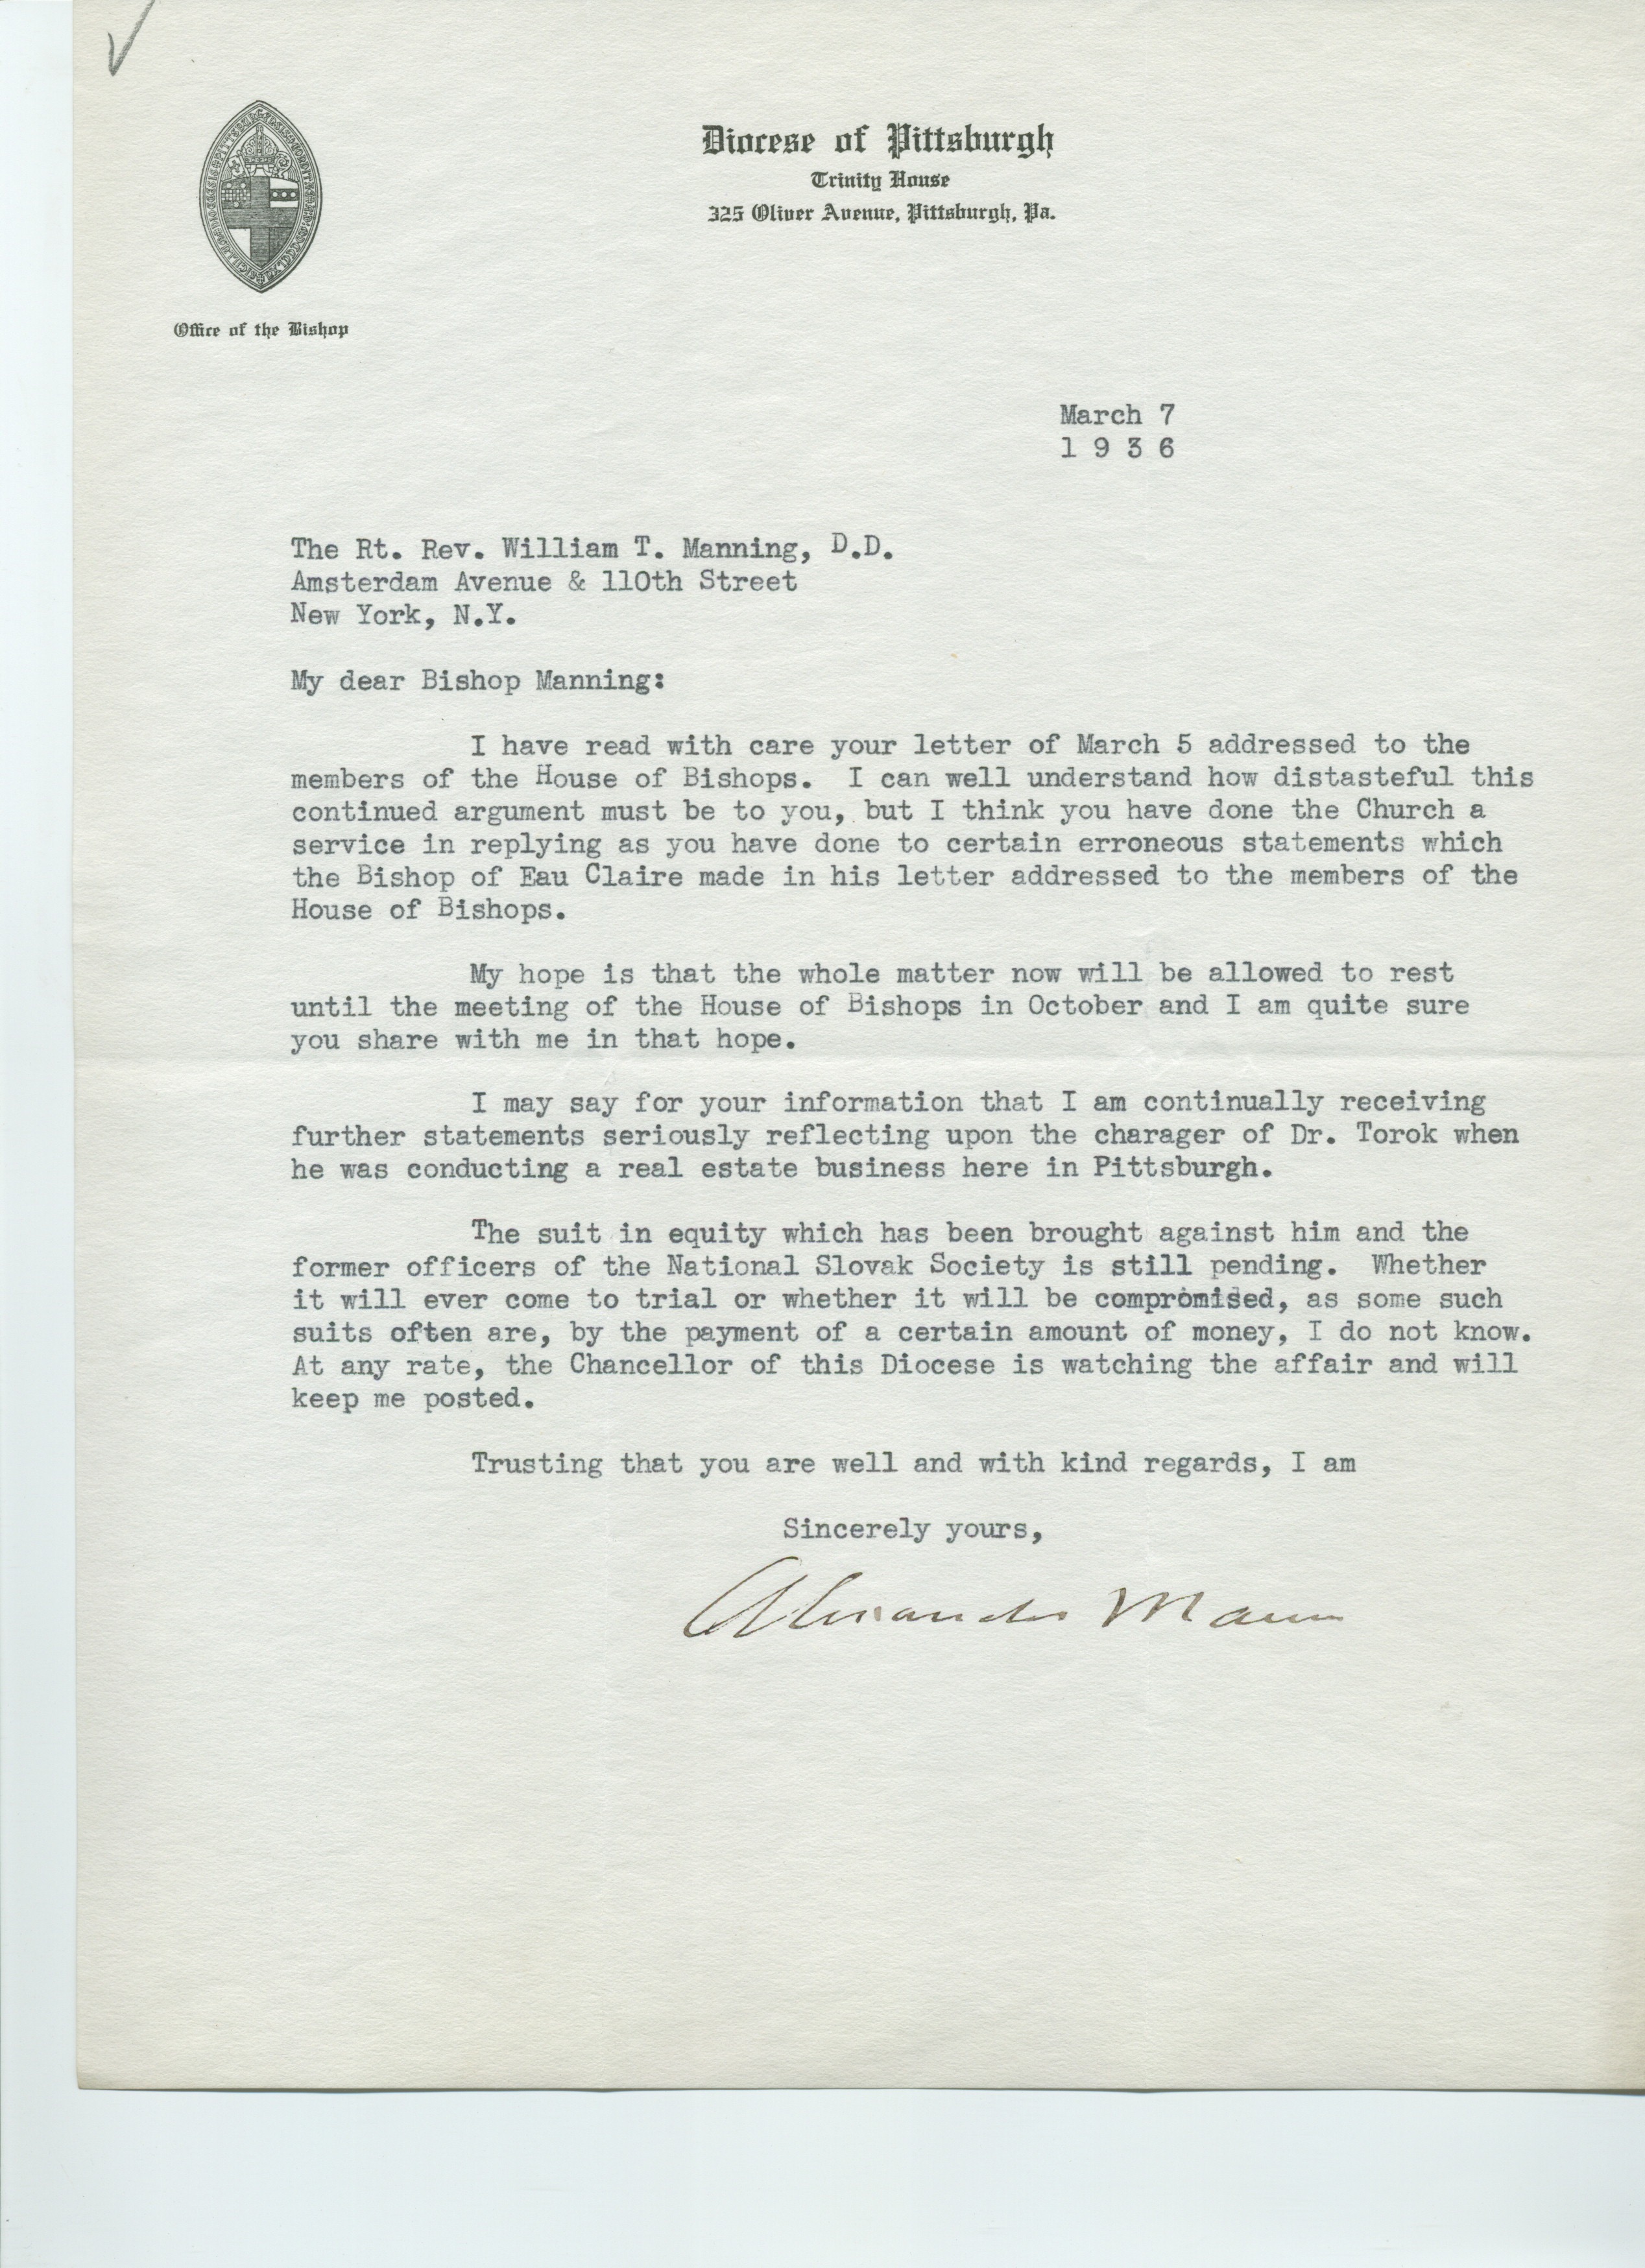 Diocese of Pittsburgh
Trinity House
325 Oliver Avenue, Pittsburgh, Pa.
Office of the Bishop
March 7
1 9 3 6
The Rt. Rev. William T. Manning, D.D.
Amsterdam Avenue & 110th Street
New York, N.Y.
My dear Bishop Manning:
I have read with care your letter of March 5 addressed to the
members of the House of Bishops. I can well understand how distasteful this
continued argument must be to you, but I think you have done the Church a
service in replying as you have done to certain erroneous statements which
the Bishop of Eau Claire made in his letter addressed to the members of the
House of Bishops.
My hope is that the whole matter now will be allowed to rest
until the meeting of the House of Bishops in October and I am quite sure
you share with me in that hope.
I may say for your information that I am continually receiving
further statements seriously reflecting upon the charager of Dr. Torok when
he was conducting a real estate business here in Pittsburgh.
The suit in equity which has been brought against him and the
former officers of the National Slovak Society is still pending. Whether
it will ever come to trial or whether it will be compromised, as some such
suits often are, by the payment of a certain amount of money, I do not know.
At any rate, the Chancellor of this Diocese is watching the affair and will
keep me posted.
Trusting that you are well and with kind regards, I am
Sincerely yours,
Alexander Mann